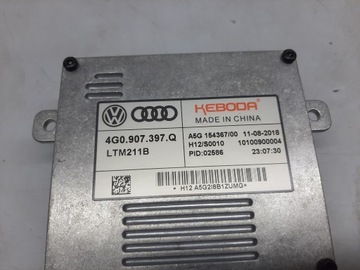 KEBODA
MADE IN CHINA
4G0.907.397.Q
LTM211B
A5G 154367/00 11-08-2018
H12/S0010 10100900004
PID:02586 23:07:30
* H12 A5G2I8B1ZUMG*